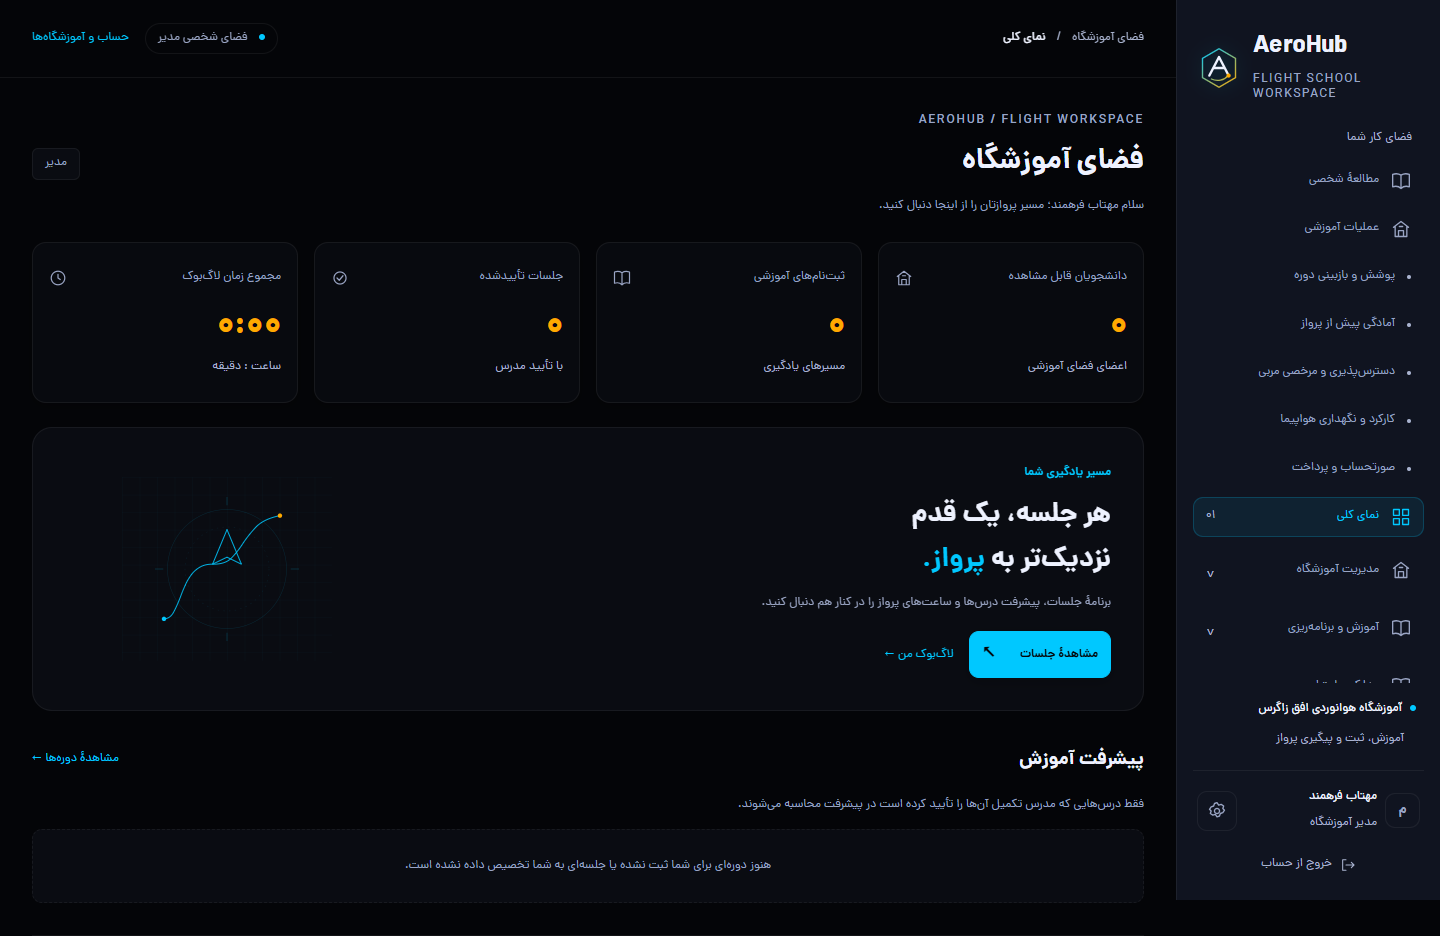 AeroHub
FLIGHT SCHOOL
WORKSPACE
فضای کار شما
مطالعهٔ شخصی
عملیات آموزشی
پوشش و بازبینی دوره
آمادگی پیش از پرواز
دسترس‌پذیری و مرخصی مربی
کارکرد و نگهداری هواپیما
صورتحساب و پرداخت
نمای کلی ۰۱
مدیریت آموزشگاه
آموزش و برنامه‌ریزی
آموزشگاه هوانوردی افق زاگرس
آموزش، ثبت و پیگیری پرواز
م
مهتاب فرهمند
مدیر آموزشگاه
خروج از حساب
فضای آموزشگاه / نمای کلی
فضای شخصی مدیر
حساب و آموزشگاه‌ها
AEROHUB / FLIGHT WORKSPACE
فضای آموزشگاه
مدیر
سلام مهتاب فرهمند؛ مسیر پروازتان را از اینجا دنبال کنید.
دانشجویان قابل مشاهده
۰
اعضای فضای آموزشی
ثبت‌نام‌های آموزشی
۰
مسیرهای یادگیری
جلسات تأییدشده
۰
با تأیید مدرس
مجموع زمان لاگ‌بوک
۰:۰۰
ساعت : دقیقه
مسیر یادگیری شما
هر جلسه، یک قدم
نزدیک‌تر به پرواز.
برنامهٔ جلسات، پیشرفت درس‌ها و ساعت‌های پرواز را در کنار هم دنبال کنید.
مشاهدهٔ جلسات ↖
لاگ‌بوک من ←
پیشرفت آموزش
مشاهدهٔ دوره‌ها ←
فقط درس‌هایی که مدرس تکمیل آن‌ها را تأیید کرده است در پیشرفت محاسبه می‌شوند.
هنوز دوره‌ای برای شما ثبت نشده یا جلسه‌ای به شما تخصیص داده نشده است.